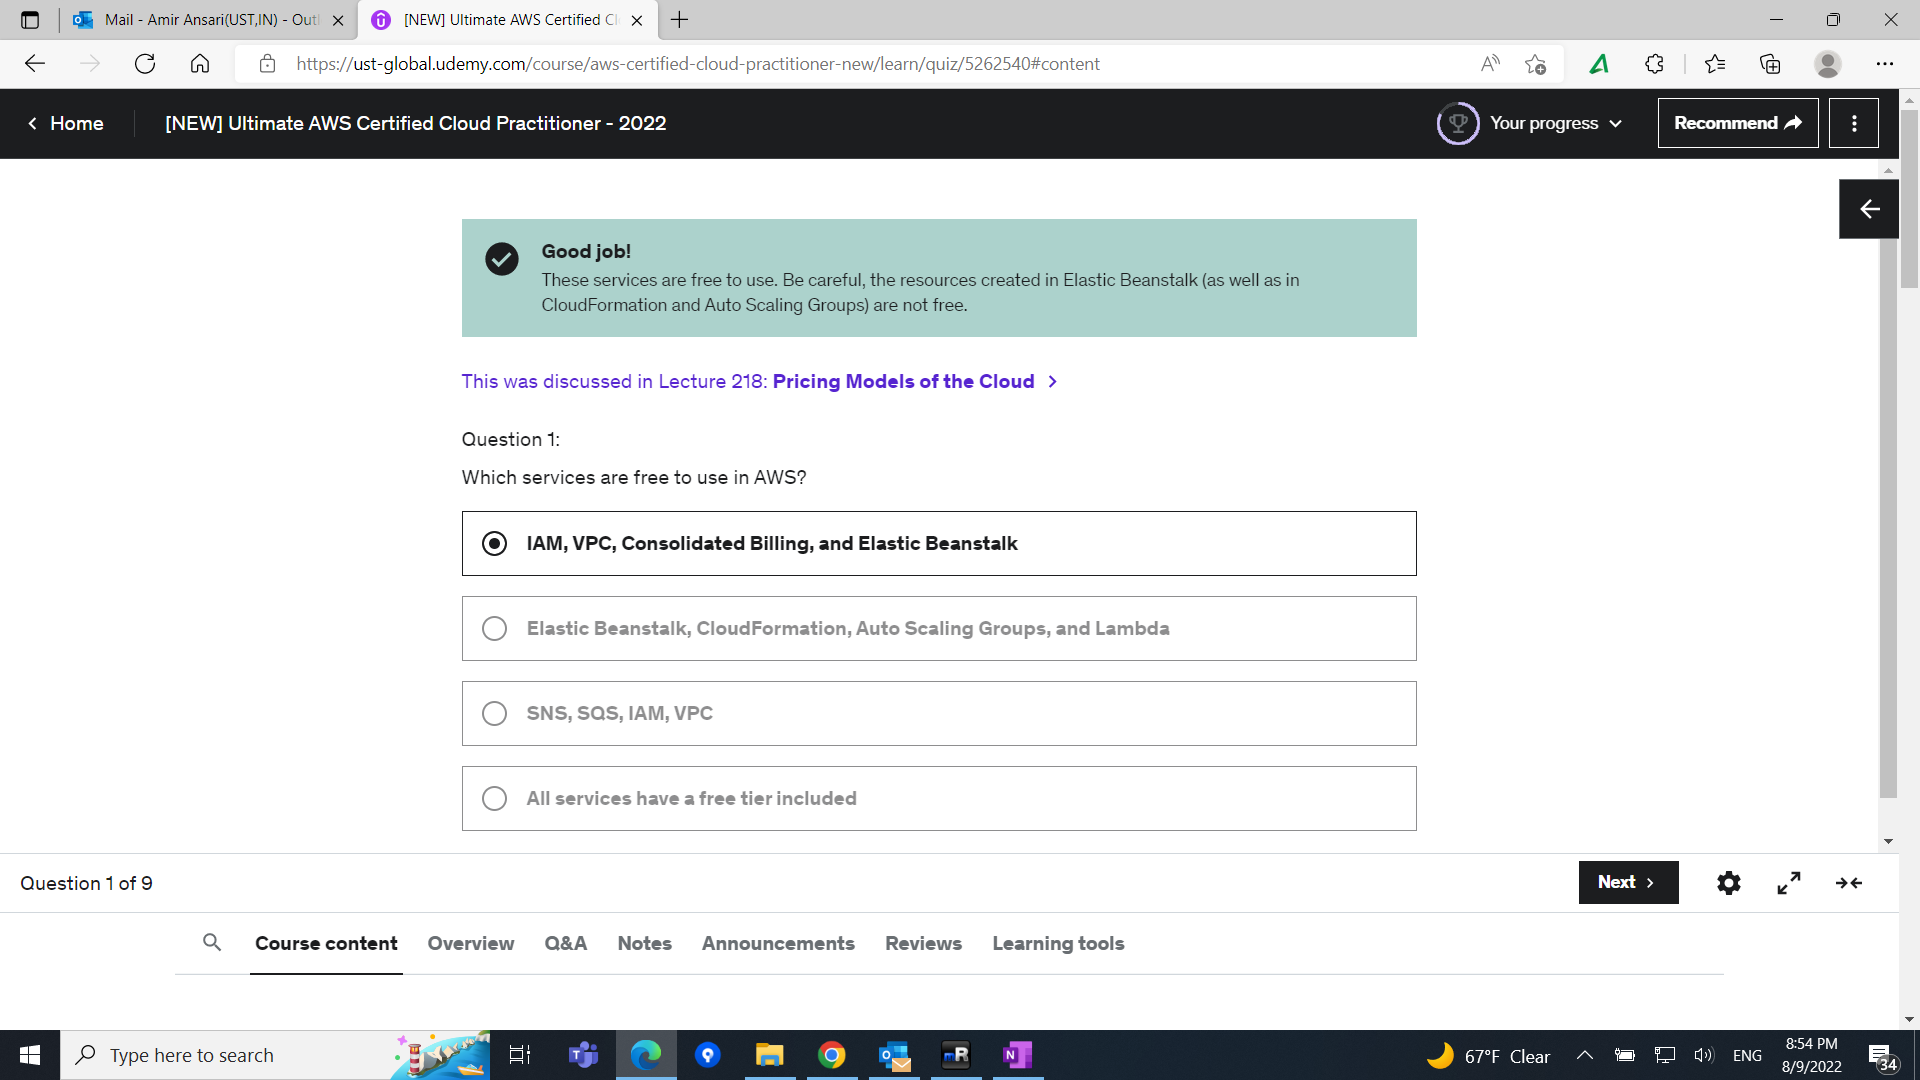 Mail - Amir Ansari(UST,IN) - Out
[NEW] Ultimate AWS Certified Cl
https://ust-global.udemy.com/course/aws-certified-cloud-practitioner-new/learn/quiz/5262540#content
Home
[NEW] Ultimate AWS Certified Cloud Practitioner - 2022
Your progress
Recommend
Good job!
These services are free to use. Be careful, the resources created in Elastic Beanstalk (as well as in
CloudFormation and Auto Scaling Groups) are not free.
This was discussed in Lecture 218: Pricing Models of the Cloud
Question 1:
Which services are free to use in AWS?
IAM, VPC, Consolidated Billing, and Elastic Beanstalk
Elastic Beanstalk, CloudFormation, Auto Scaling Groups, and Lambda
SNS, SQS, IAM, VPC
All services have a free tier included
Question 1 of 9
Next
Course content
Overview
Q&A
Notes
Announcements
Reviews
Learning tools
Type here to search
67°F Clear
ENG
8:54 PM
8/9/2022
34